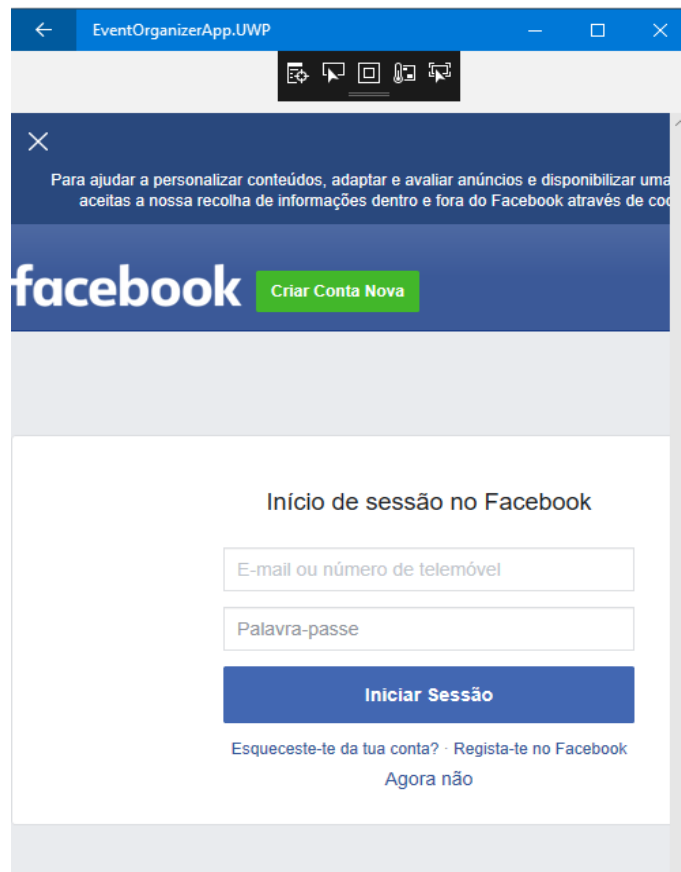 EventOrganizerApp.UWP
Para ajudar a personalizar conteúdos, adaptar e avaliar anúncios e disponibilizar uma
aceitas a nossa recolha de informações dentro e fora do Facebook através de
facebook
Criar Conta Nova
Início de sessão no Facebook
E-mail ou número de telemóvel
Palavra-passe
Iniciar Sessão
Esqueceste-te da tua conta? · Regista-te no Facebook
Agora não